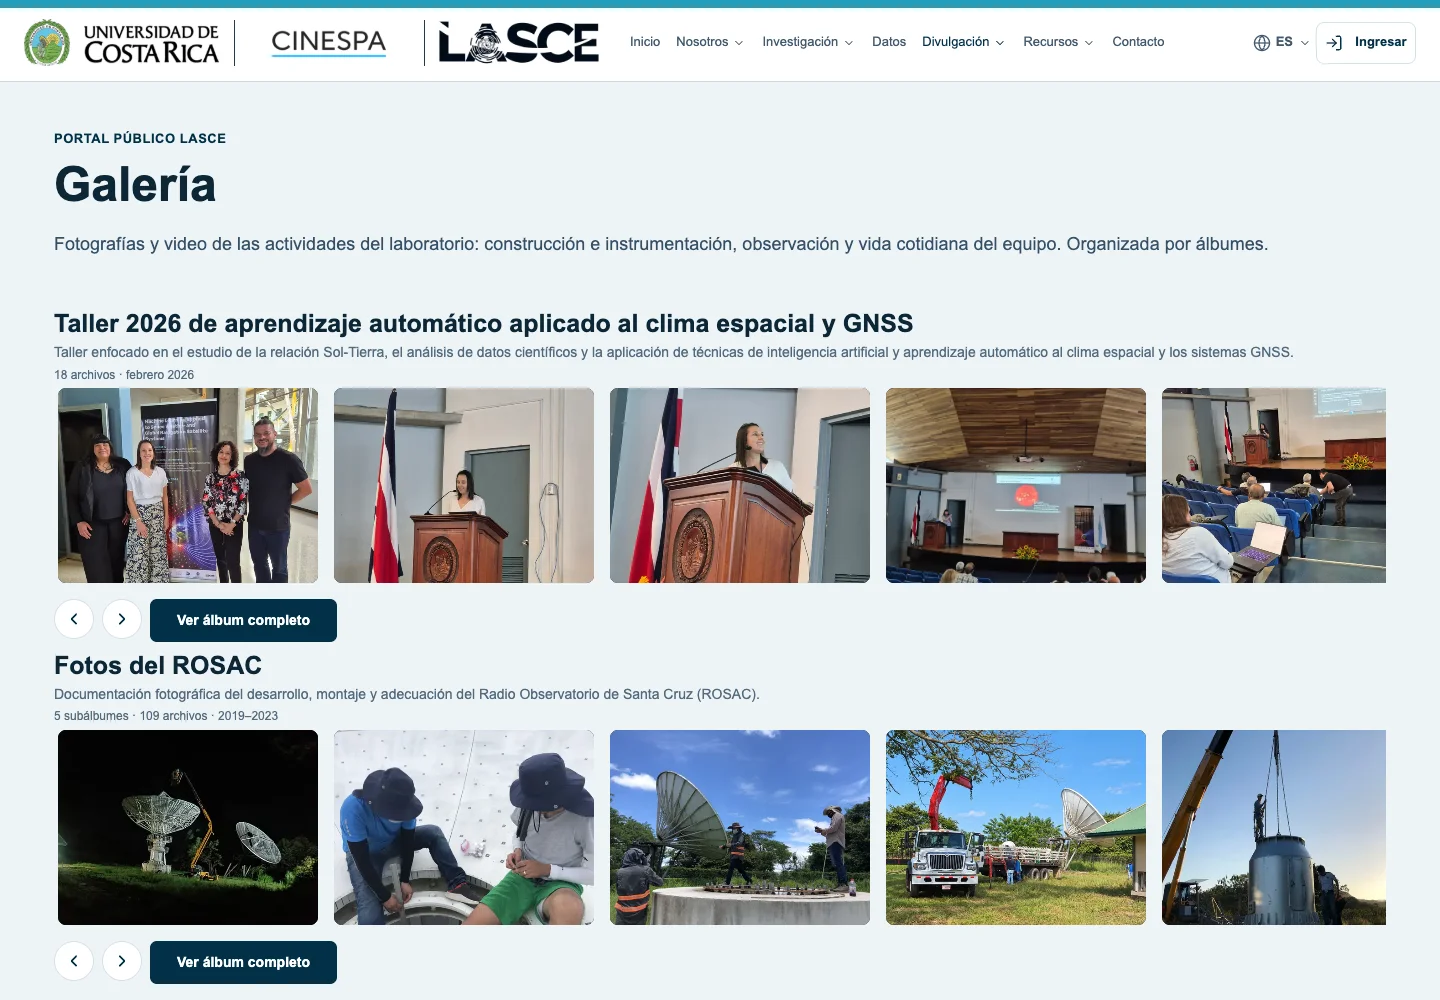 UNIVERSIDAD DE COSTA RICA
CINESPA
LASCE
Inicio
Nosotros
Investigación
Datos
Divulgación
Recursos
Contacto
ES
Ingresar
PORTAL PÚBLICO LASCE
Galería
Fotografías y video de las actividades del laboratorio: construcción e instrumentación, observación y vida cotidiana del equipo. Organizada por álbumes.
Taller 2026 de aprendizaje automático aplicado al clima espacial y GNSS
Taller enfocado en el estudio de la relación Sol-Tierra, el análisis de datos científicos y la aplicación de técnicas de inteligencia artificial y aprendizaje automático al clima espacial y los sistemas GNSS.
18 archivos · febrero 2026
Ver álbum completo
Fotos del ROSAC
Documentación fotográfica del desarrollo, montaje y adecuación del Radio Observatorio de Santa Cruz (ROSAC).
5 subálbumes · 109 archivos · 2019–2023
Ver álbum completo